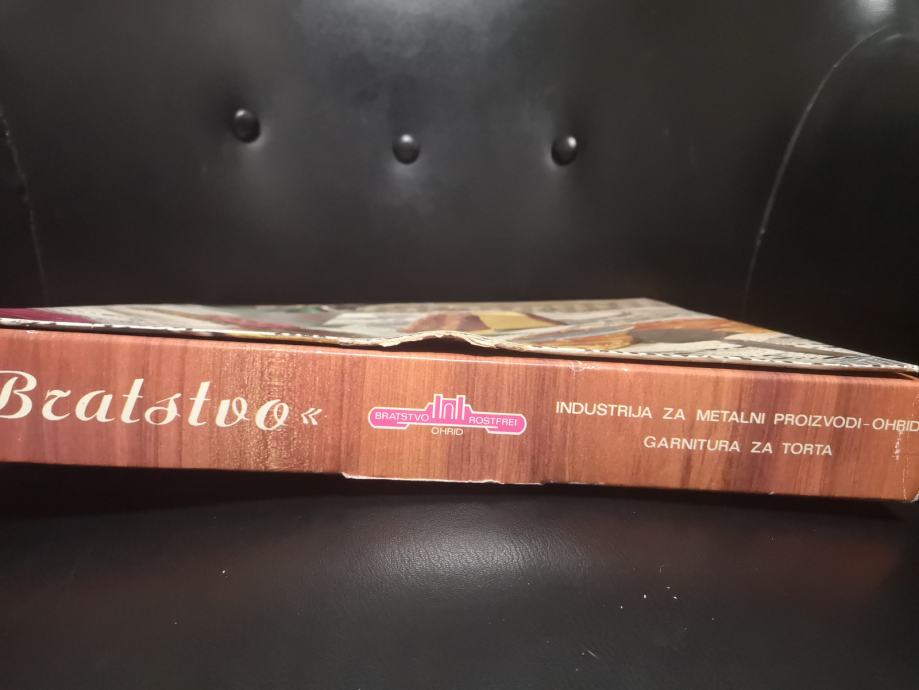 Bratstvo«
BRATSTVO ROSTFREI
OHRID
INDUSTRIJA ZA METALNI PROIZVODI-OHRID
GARNITURA ZA TORTA